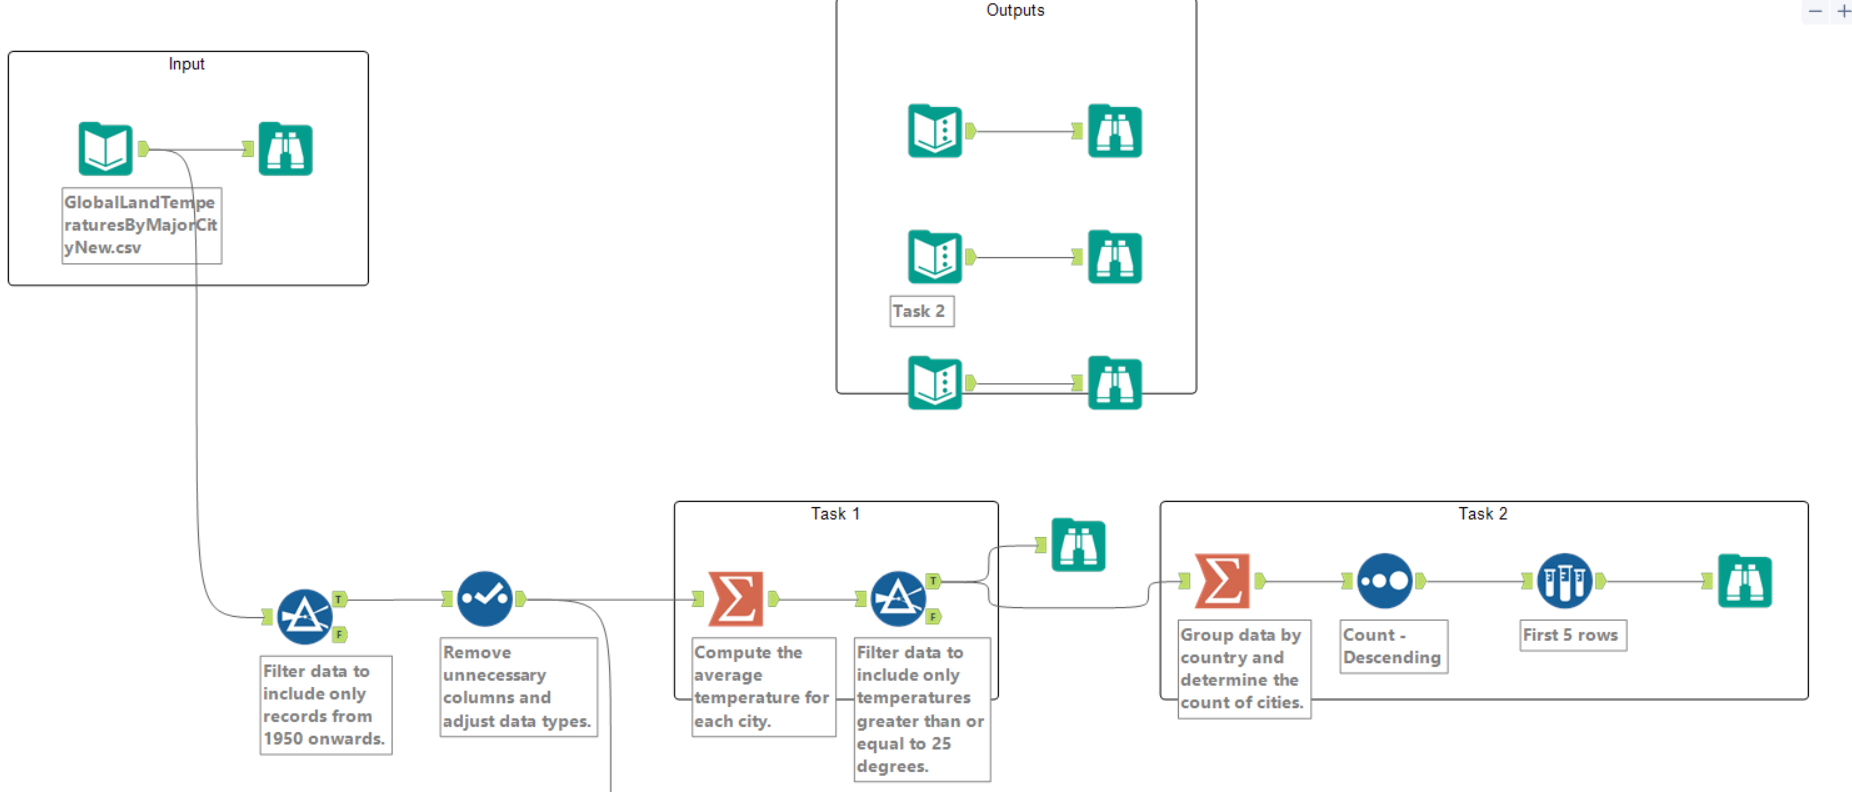 Outputs
− +
Input
GlobalLandTempe
raturesByMajorCit
yNew.csv
Task 2
Task 1
Task 2
T
F
Filter data to
include only
records from
1950 onwards.
Remove
unnecessary
columns and
adjust data types.
Compute the
average
temperature for
each city.
T
F
Filter data to
include only
temperatures
greater than or
equal to 25
degrees.
Group data by
country and
determine the
count of cities.
Count -
Descending
First 5 rows